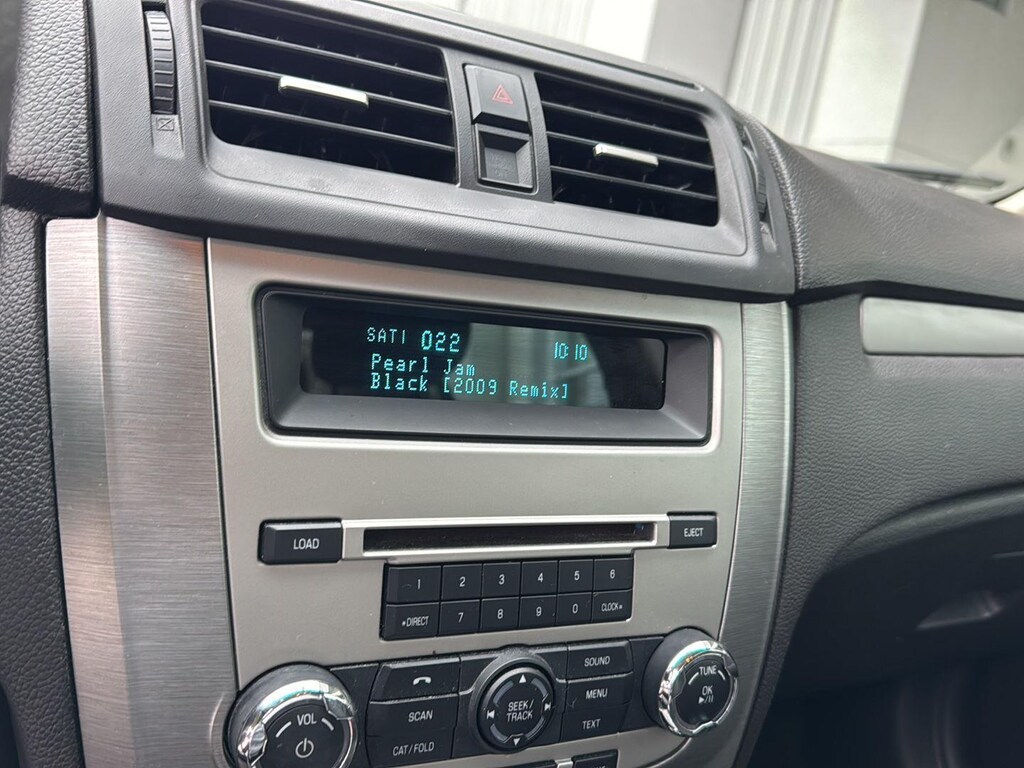 SAT1 022 10:10
Pearl Jam
Black [2009 Remix]
LOAD
EJECT
1 2 3 4 5 6
*DIRECT 7 8 9 0 CLOCK*
SOUND
TUNE
OK
►/II
SEEK/
TRACK
MENU
VOL
SCAN
TEXT
CAT/FOLD